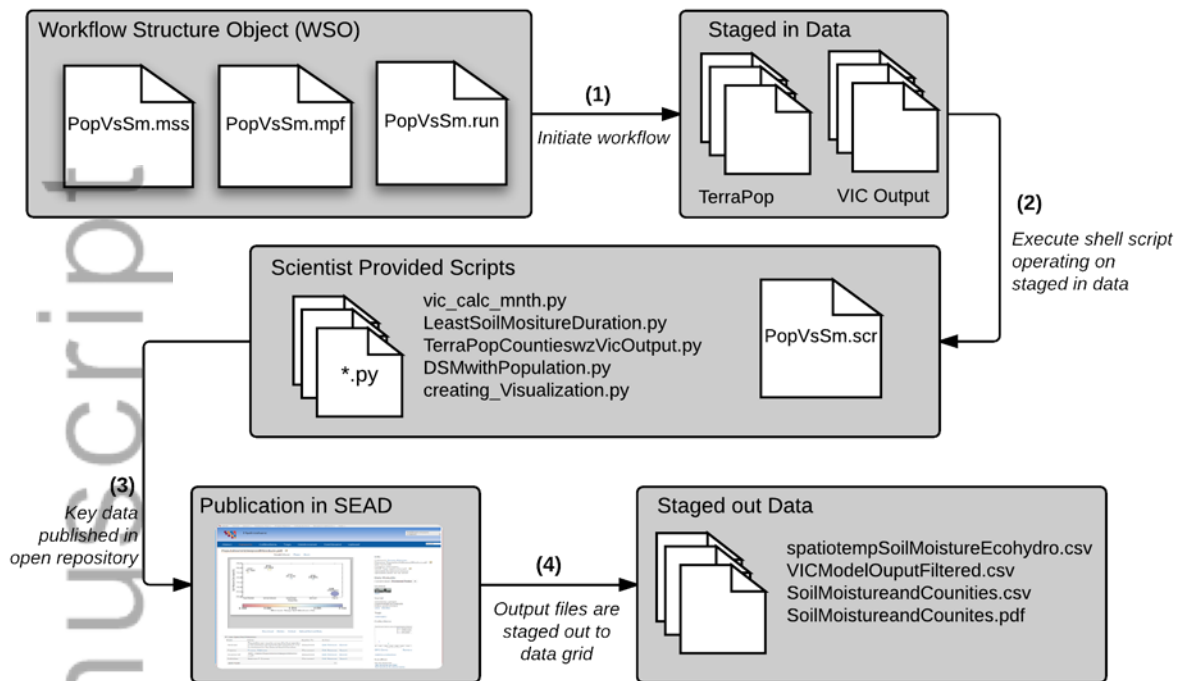 Workflow Structure Object (WSO)
PopVsSm.mss
PopVsSm.mpf
PopVsSm.run
(1)
Initiate workflow
Staged in Data
TerraPop
VIC Output
(2)
Execute shell script
operating on
staged in data
Scientist Provided Scripts
*.py
vic_calc_mnth.py
LeastSoilMositureDuration.py
TerraPopCountieswzVicOutput.py
DSMwithPopulation.py
creating_Visualization.py
PopVsSm.scr
(3)
Key data
published in
open repository
Publication in SEAD
(4)
Output files are
staged out to
data grid
Staged out Data
spatiotempSoilMoistureEcohydro.csv
VICModelOuputFiltered.csv
SoilMoistureandCounities.csv
SoilMoistureandCounites.pdf
nuscript